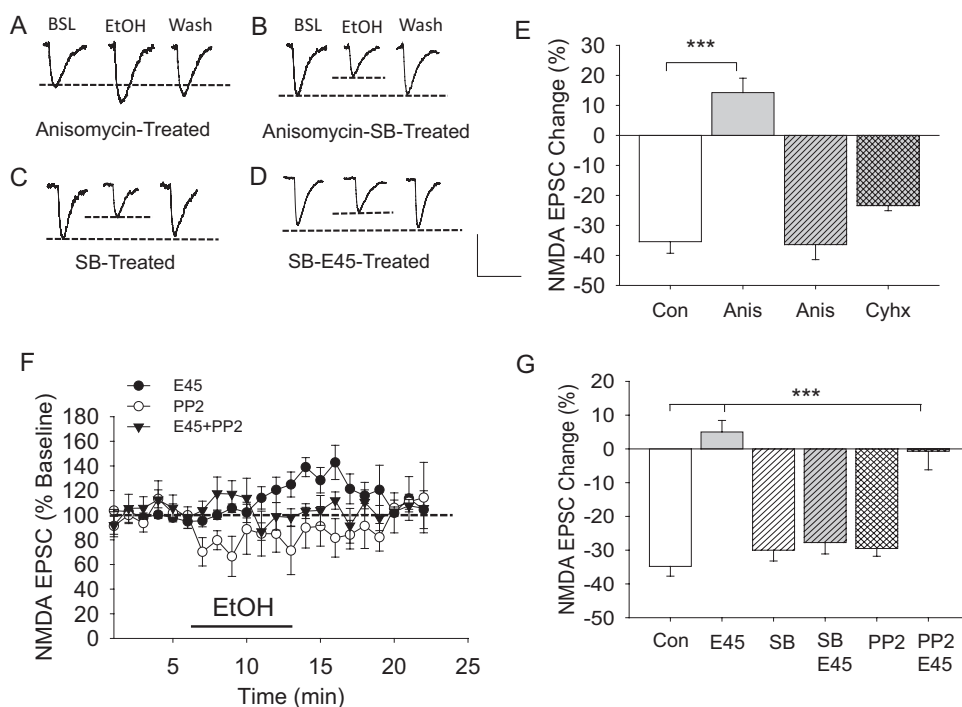 A
BSL EtOH Wash
Anisomycin-Treated
B
BSL EtOH Wash
Anisomycin-SB-Treated
C
SB-Treated
D
SB-E45-Treated
E
NMDA EPSC Change (%)
30
20
10
0
-10
-20
-30
-40
-50
***
Con Anis Anis Cyhx
F
E45
PP2
E45+PP2
NMDA EPSC (% Baseline)
180
160
140
120
100
80
60
40
20
0
EtOH
5 10 15 20 25
Time (min)
G
NMDA EPSC Change (%)
20
10
0
-10
-20
-30
-40
-50
***
Con E45 SB SB PP2 PP2
E45 E45